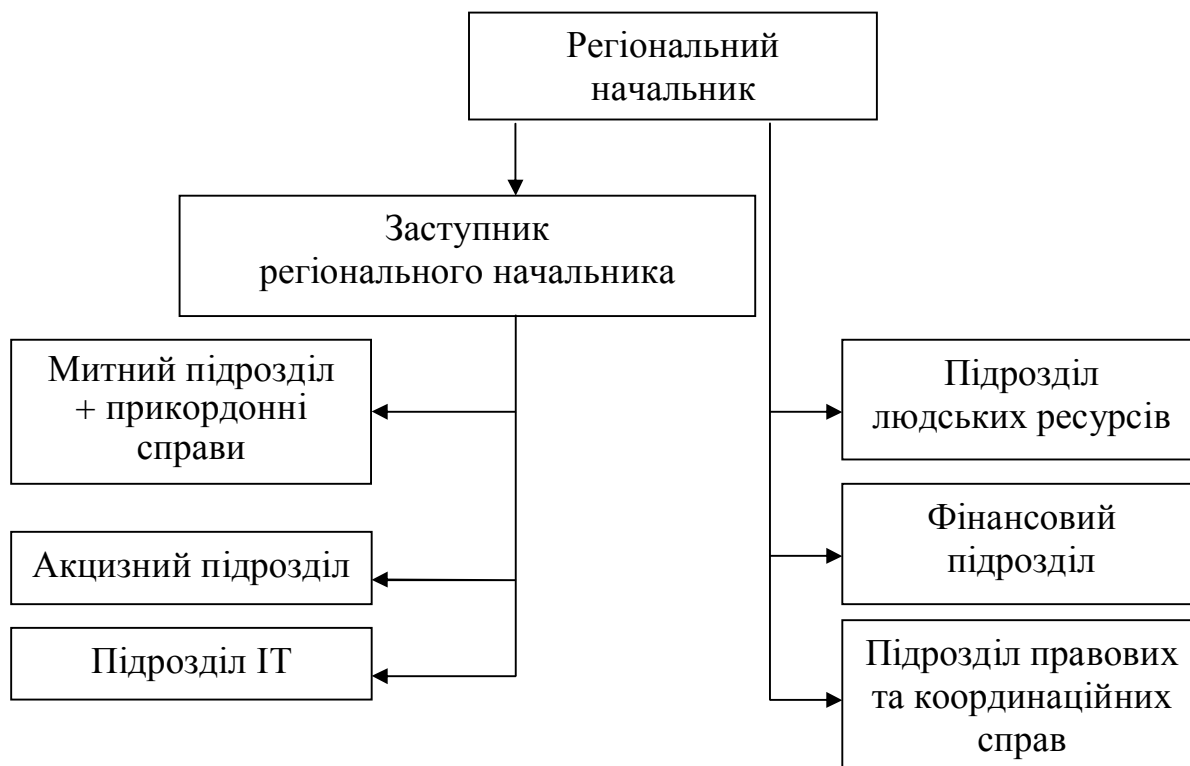 Регіональний
начальник
Заступник
регіонального начальника
Митний підрозділ
+ прикордонні
справи
Акцизний підрозділ
Підрозділ ІТ
Підрозділ
людських ресурсів
Фінансовий
підрозділ
Підрозділ правових
та координаційних
справ